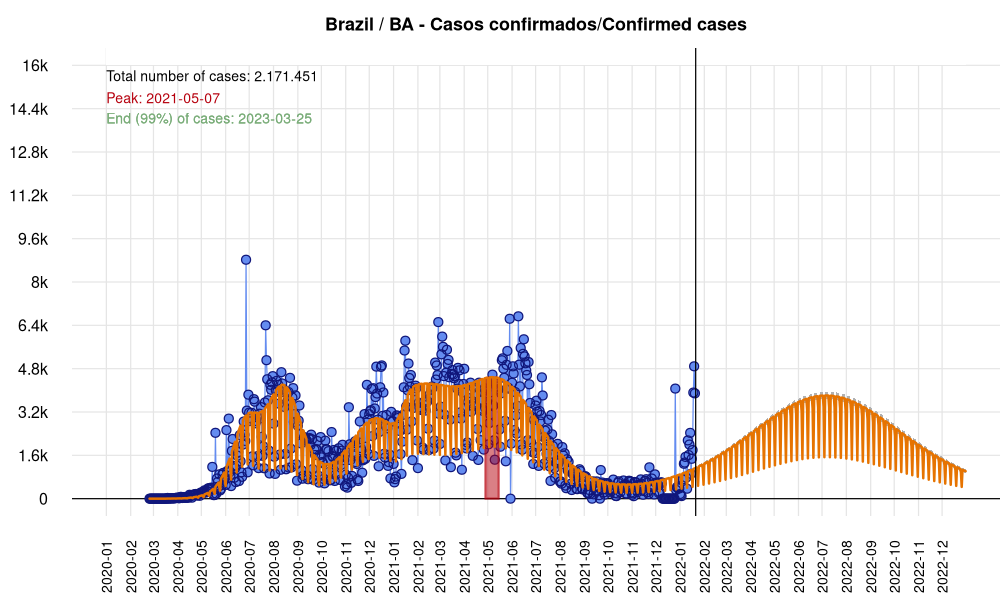 Brazil / BA - Casos confirmados/Confirmed cases
16k
14.4k
12.8k
11.2k
9.6k
8k
6.4k
4.8k
3.2k
1.6k
0
Total number of cases: 2.171.451
Peak: 2021-05-07
End (99%) of cases: 2023-03-25
2020-01
2020-02
2020-03
2020-04
2020-05
2020-06
2020-07
2020-08
2020-09
2020-10
2020-11
2020-12
2021-01
2021-02
2021-03
2021-04
2021-05
2021-06
2021-07
2021-08
2021-09
2021-10
2021-11
2021-12
2022-01
2022-02
2022-03
2022-04
2022-05
2022-06
2022-07
2022-08
2022-09
2022-10
2022-11
2022-12